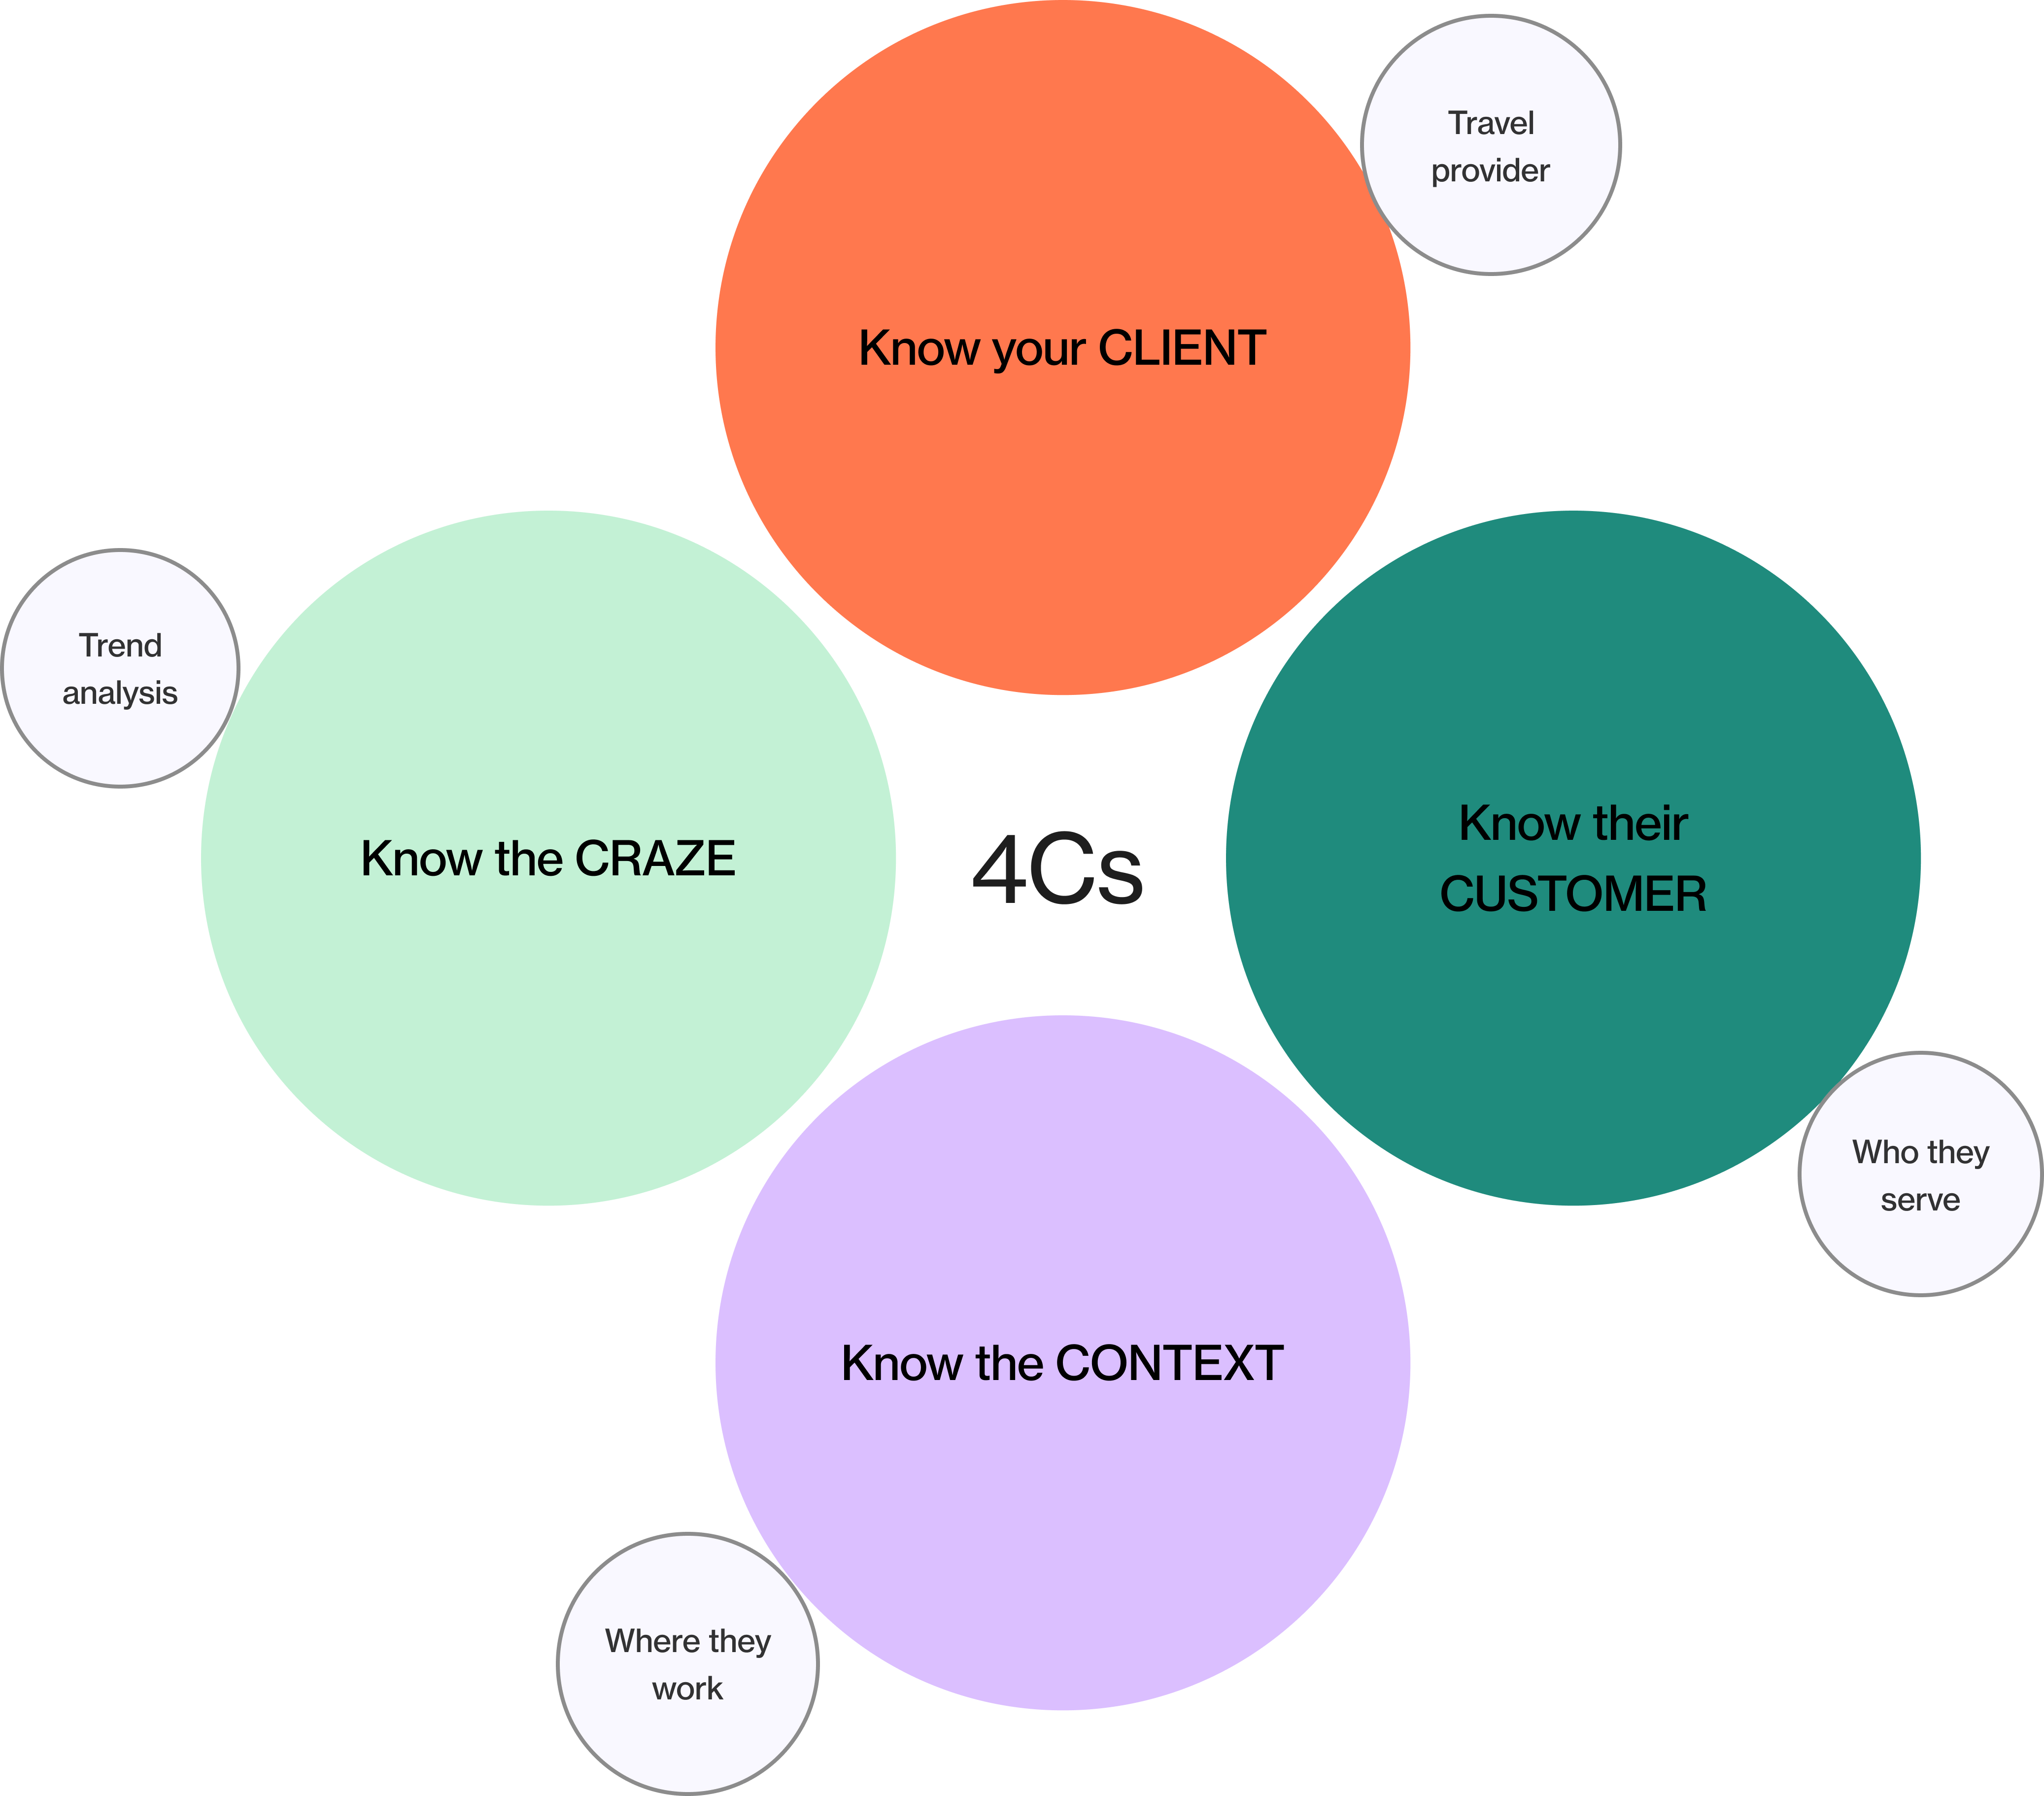 Travel
provider
Know your CLIENT
Trend
analysis
Know the CRAZE
4Cs
Know their
CUSTOMER
Who they
serve
Know the CONTEXT
Where they
work